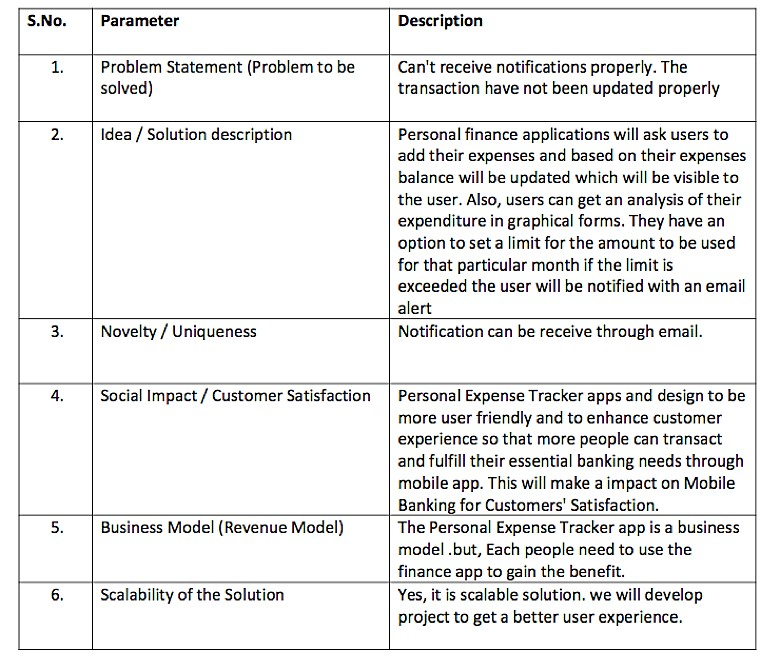 S.No. Parameter Description
1. Problem Statement (Problem to be Can't receive notifications properly. The
solved) transaction have not been updated properly
2. Idea / Solution description Personal finance applications will ask users to
add their expenses and based on their expenses
balance will be updated which will be visible to
the user. Also, users can get an analysis of their
expenditure in graphical forms. They have an
option to set a limit for the amount to be used
for that particular month if the limit is
exceeded the user will be notified with an email
alert
3. Novelty / Uniqueness Notification can be receive through email.
4. Social Impact / Customer Satisfaction Personal Expense Tracker apps and design to be
more user friendly and to enhance customer
experience so that more people can transact
and fulfill their essential banking needs through
mobile app. This will make a impact on Mobile
Banking for Customers' Satisfaction.
5. Business Model (Revenue Model) The Personal Expense Tracker app is a business
model .but, Each people need to use the
finance app to gain the benefit.
6. Scalability of the Solution Yes, it is scalable solution. we will develop
project to get a better user experience.